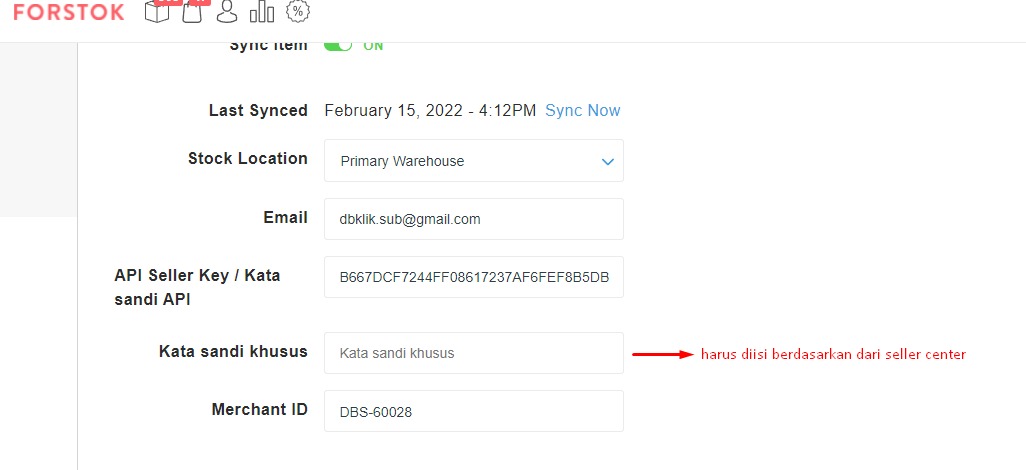 FORSTOK
Sync Item ON
Last Synced February 15, 2022 - 4:12PM Sync Now
Stock Location Primary Warehouse
Email dbklik.sub@gmail.com
API Seller Key / Kata
sandi API
B667DCF7244FF08617237AF6FEF8B5DB
Kata sandi khusus Kata sandi khusus harus diisi berdasarkan dari seller center
Merchant ID DBS-60028